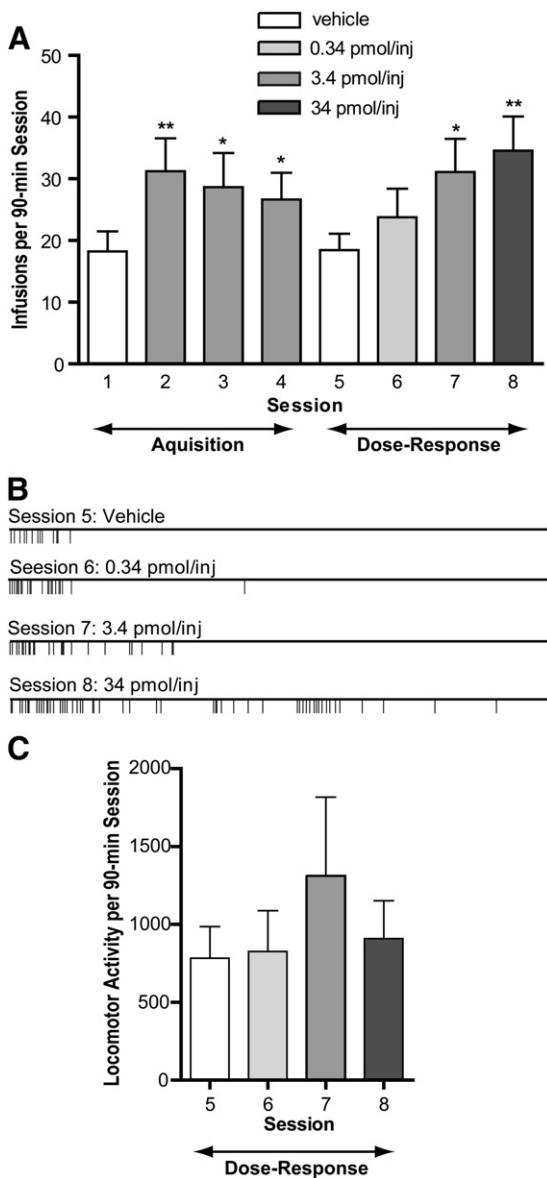 A
vehicle
0.34 pmol/inj
3.4 pmol/inj
34 pmol/inj
Infusions per 90-min Session
50
40
30
20
10
0
** * * * **
1 2 3 4 5 6 7 8
Session
Aquisition Dose-Response
B
Session 5: Vehicle
Seesion 6: 0.34 pmol/inj
Session 7: 3.4 pmol/inj
Session 8: 34 pmol/inj
C
Locomotor Activity per 90-min Session
2000
1500
1000
500
0
5 6 7 8
Session
Dose-Response